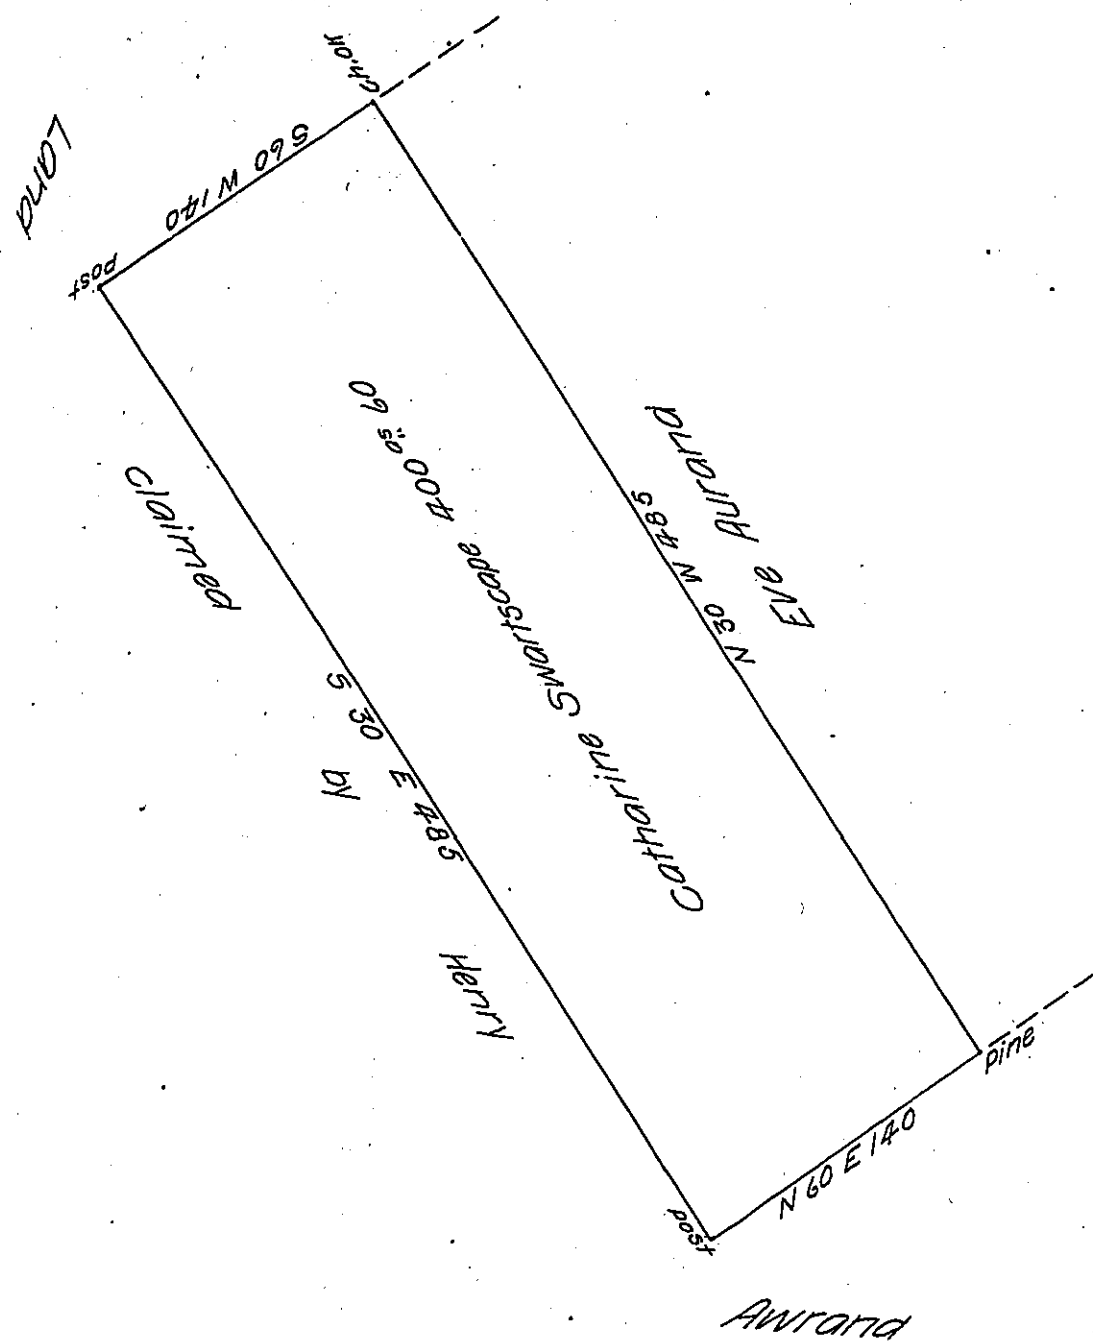 Ch.oK
S 60 W 140
Land
post
Claimed
by
Henry
Awrand
S 30 E 485
Catharine Swartscape 400 as 60
N 30 W 485
Eve Aurand
N 60 E 140
post
pine